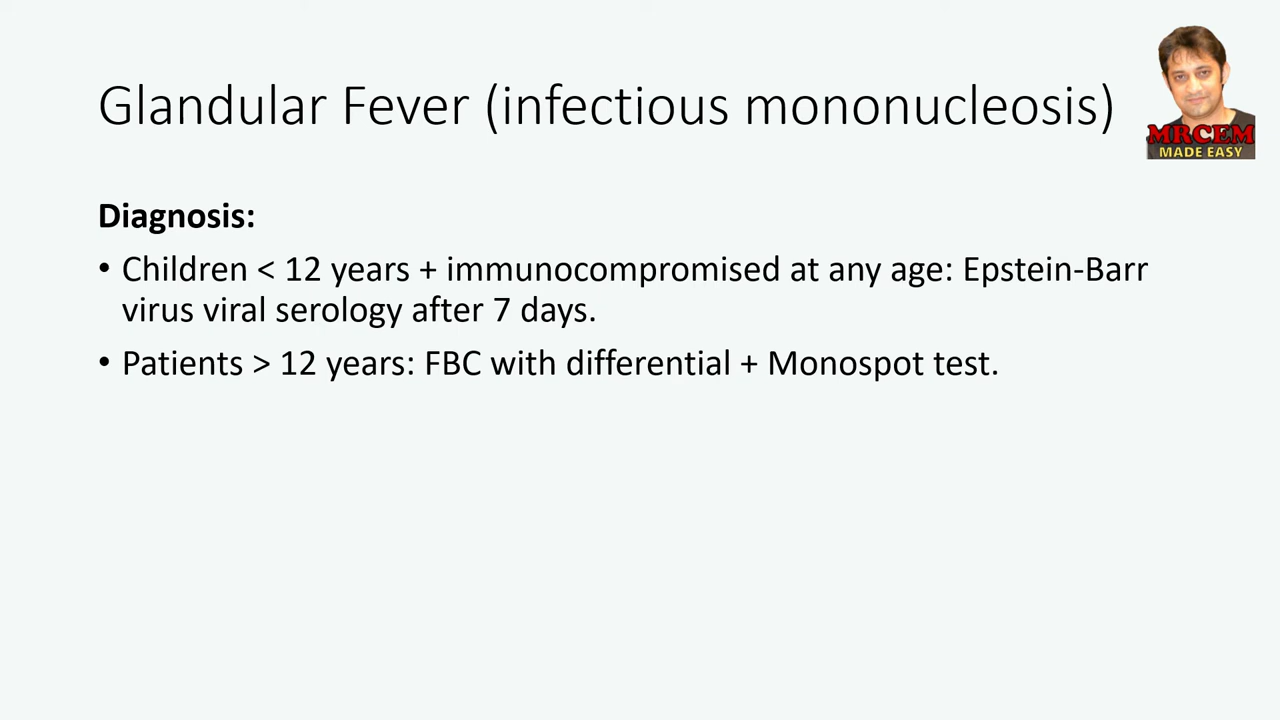 Glandular Fever (infectious mononucleosis)
MRCEM
MADE EASY
Diagnosis:
• Children < 12 years + immunocompromised at any age: Epstein-Barr
virus viral serology after 7 days.
• Patients > 12 years: FBC with differential + Monospot test.